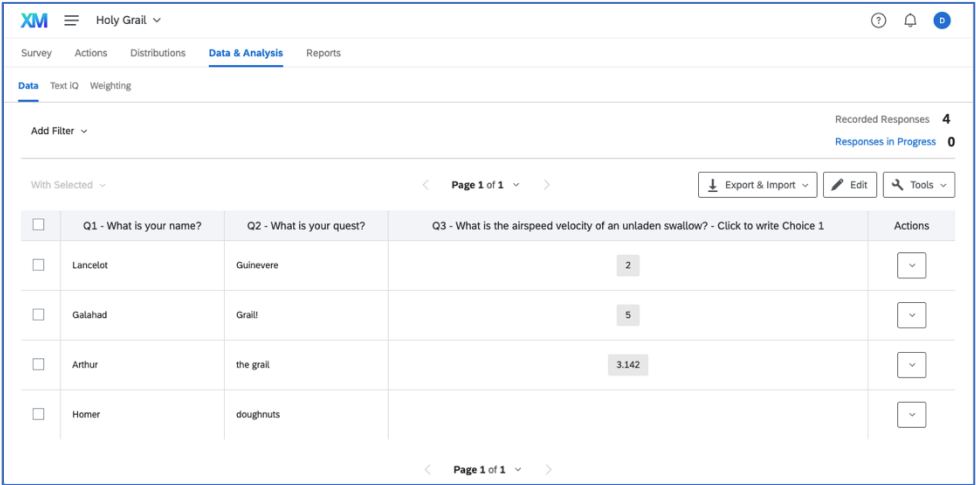 XM Holy Grail ?  D
Survey Actions Distributions Data & Analysis Reports
Data Text iQ Weighting
Add Filter
Recorded Responses 4
Responses in Progress 0
With Selected Page 1 of 1 Export & Import Edit Tools
Q1 - What is your name? Q2 - What is your quest? Q3 - What is the airspeed velocity of an unladen swallow? - Click to write Choice 1 Actions
Lancelot Guinevere 2
Galahad Grail! 5
Arthur the grail 3.142
Homer doughnuts
Page 1 of 1